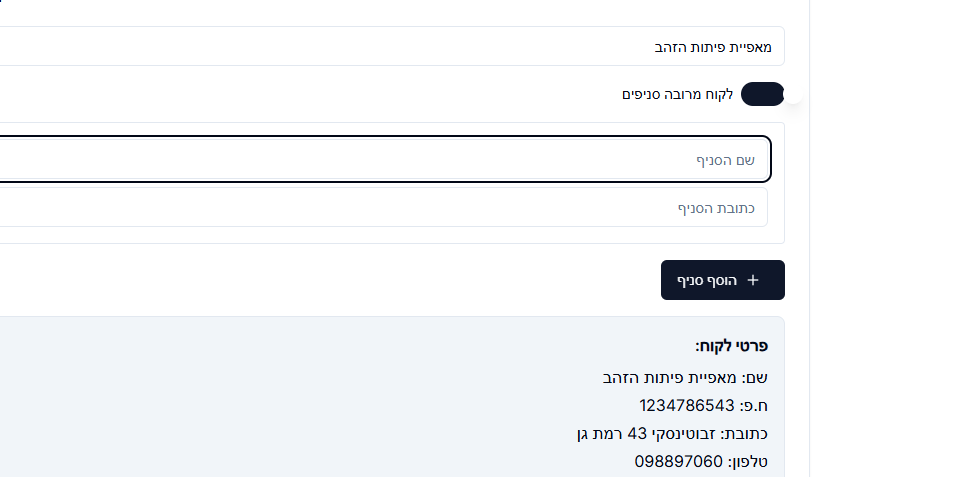 מאפיית פיתות הזהב
לקוח מרובה סניפים
שם הסניף
כתובת הסניף
הוסף סניף
פרטי לקוח:
שם: מאפיית פיתות הזהב
ח.פ: 1234786543
כתובת: זבוטינסקי 43 רמת גן
טלפון: 098897060